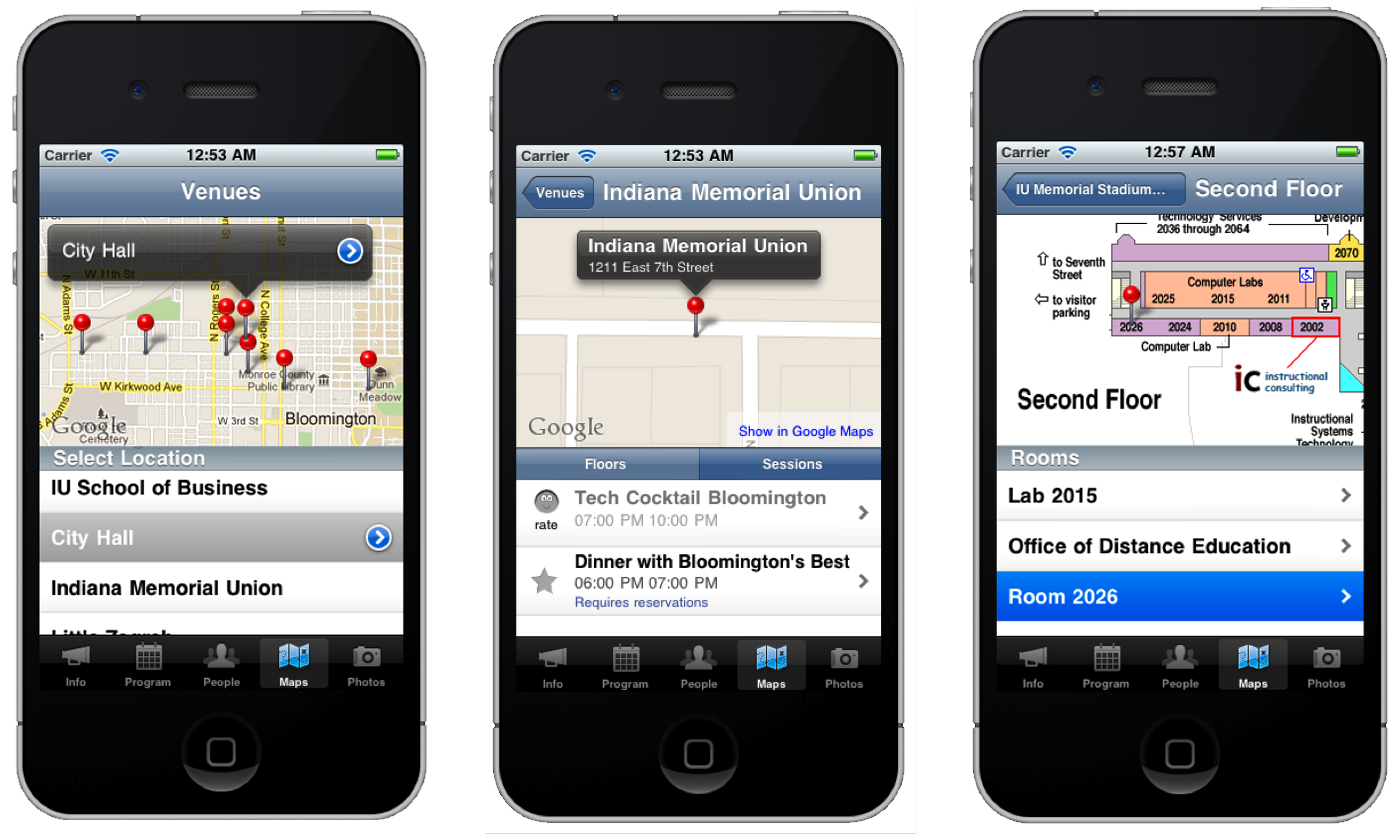 Carrier 12:53 AM
Venues
City Hall
W 11th St
N Adams St
N Rogers St
N College Ave
W Kirkwood Ave
Monroe County
Public Library
Dunn
Meadow
S Adams St
Google
Cemetery
W 3rd St
Bloomington
Select Location
IU School of Business
City Hall
Indiana Memorial Union
Little Zagreb
Info Program People Maps Photos
Carrier 12:53 AM
Venues Indiana Memorial Union
Indiana Memorial Union
1211 East 7th Street
Google
Show in Google Maps
Floors Sessions
Tech Cocktail Bloomington
07:00 PM 10:00 PM
rate
Dinner with Bloomington's Best
06:00 PM 07:00 PM
Requires reservations
Info Program People Maps Photos
Carrier 12:57 AM
IU Memorial Stadium... Second Floor
Technology Services
2036 through 2064
Developm
2070
to Seventh
Street
Computer Labs
to visitor
parking
2025 2015 2011
2026 2024 2010 2008 2002
Computer Lab
ic instructional
consulting
Second Floor
Instructional
Systems
Technology
Rooms
Lab 2015
Office of Distance Education
Room 2026
Info Program People Maps Photos